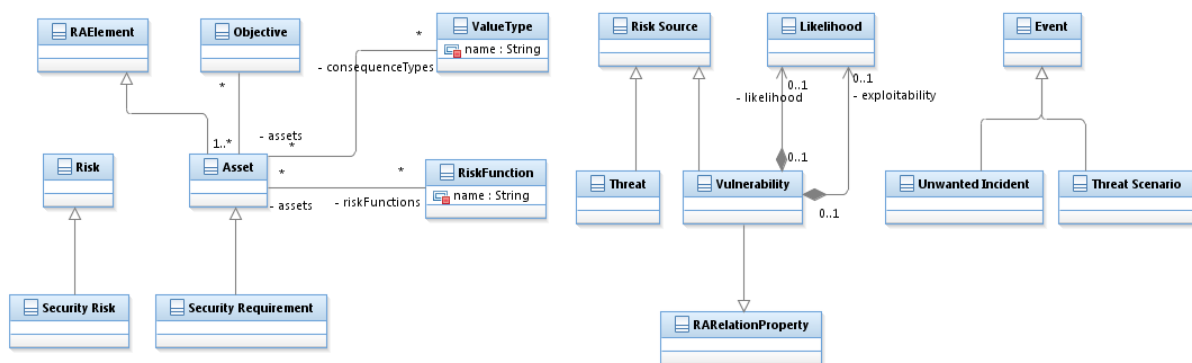 RAElement
Objective
ValueType
name : String
Risk Source
Likelihood
Event
*
- consequenceTypes
0..1
0..1
- likelihood
- exploitability
*
1..*
- assets
*
Risk
Asset
*
*
RiskFunction
name : String
- assets
- riskFunctions
0..1
Threat
Vulnerability
0..1
Unwanted Incident
Threat Scenario
Security Risk
Security Requirement
RARelationProperty